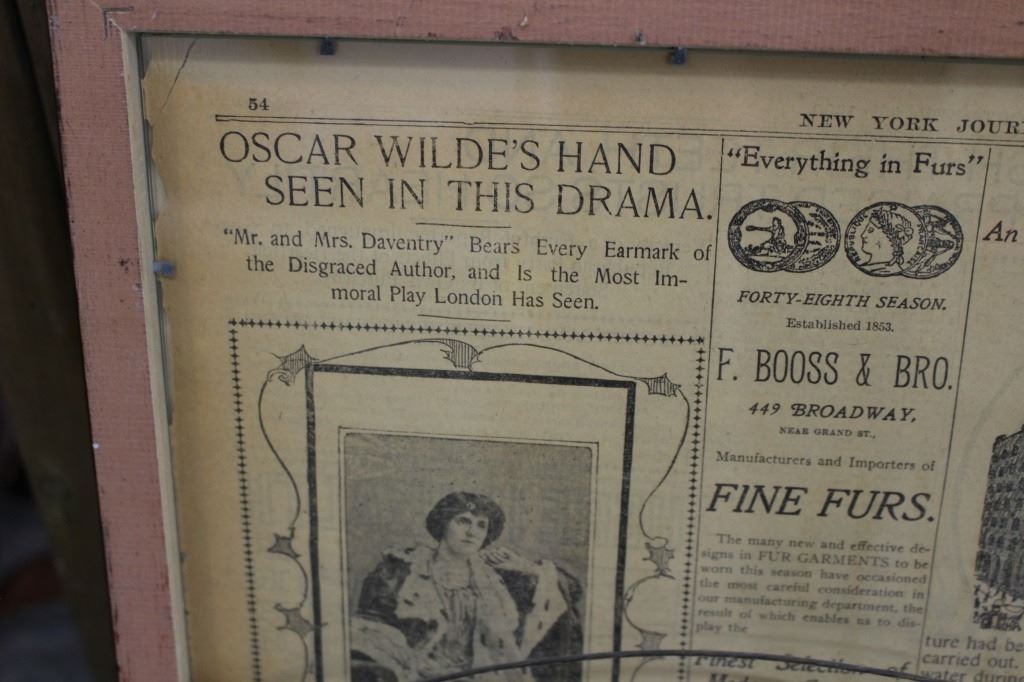 54
NEW YORK
OSCAR WILDE'S HAND
SEEN IN THIS DRAMA.
"Mr. and Mrs. Daventry" Bears Every Earmark of
the Disgraced Author, and Is the Most Im-
moral Play London Has Seen.
"Everything in Furs"
FORTY-EIGHTH SEASON.
Established 1853.
F. BOOSS & BRO.
449 BROADWAY,
NEAR GRAND ST.,
Manufacturers and Importers of
FINE FURS.
The many new and effective de-
signs in FUR GARMENTS to be
worn this season have occasioned
the most careful consideration in
our manufacturing department, the
result of which enables us to dis-
play the
Finest Selection of
An
ture had be
carried out.
water during